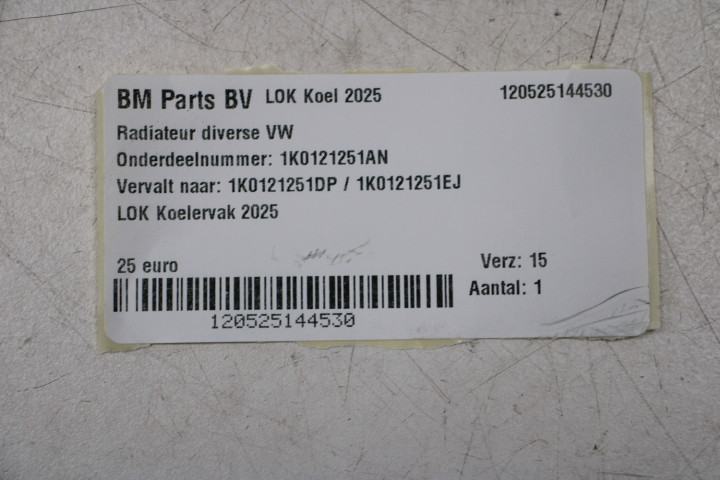 BM Parts BV LOK Koel 2025 120525144530
Radiateur diverse VW
Onderdeelnummer: 1K0121251AN
Vervalt naar: 1K0121251DP / 1K0121251EJ
LOK Koelervak 2025
25 euro Verz: 15
Aantal: 1
120525144530